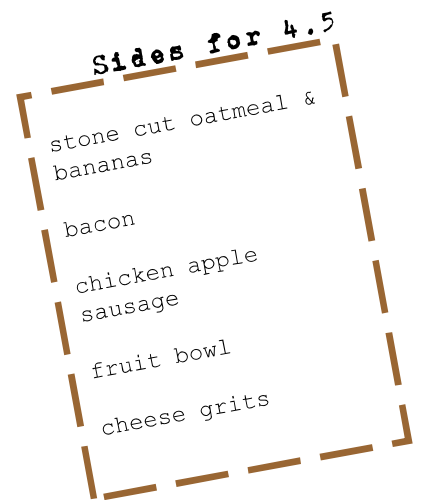 Sides for 4.5
stone cut oatmeal &
bananas
bacon
chicken apple
sausage
fruit bowl
cheese grits